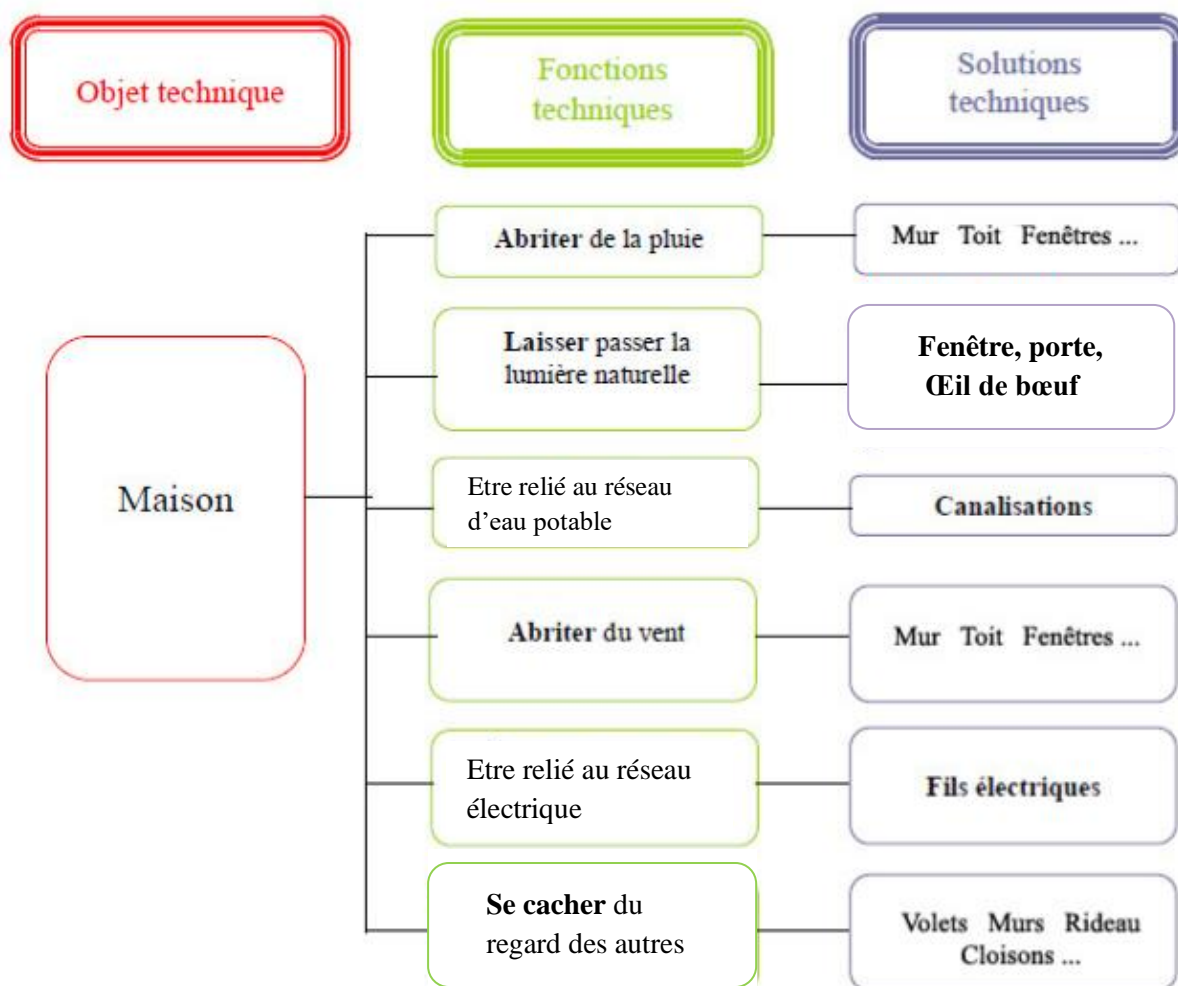 Objet technique
Fonctions
techniques
Solutions
techniques
Maison
Abriter de la pluie
Mur Toit Fenêtres ...
Laisser passer la
lumière naturelle
Fenêtre, porte,
Œil de bœuf
Etre relié au réseau
d’eau potable
Canalisations
Abriter du vent
Mur Toit Fenêtres ...
Etre relié au réseau
électrique
Fils électriques
Se cacher du
regard des autres
Volets Murs Rideau
Cloisons ...